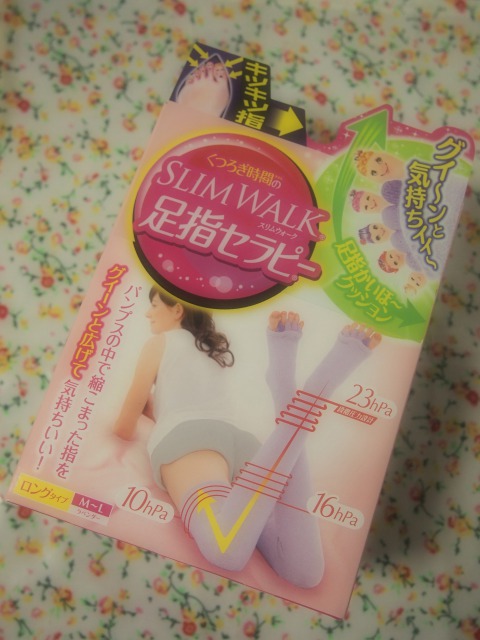 キツキツ指
グイ〜ンと
気持ちイイ〜
足指かいほ〜
クッション
くつろぎ時間の
SLIM WALK
スリムウォーク
足指セラピー
パンプスの中で縮こまった指を
グイーンと広げて
気持ちいい!
23hPa
16hPa
10hPa
ロングタイプ
M〜L
ラベンダー